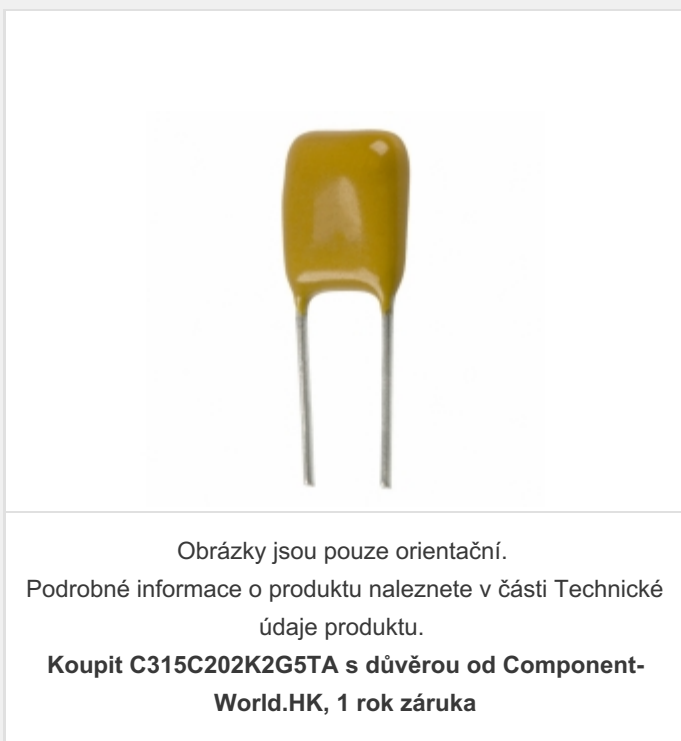 Obrázky jsou pouze orientační.
Podrobné informace o produktu naleznete v části Technické
údaje produktu.
Koupit C315C202K2G5TA s důvěrou od Component-
World.HK, 1 rok záruka